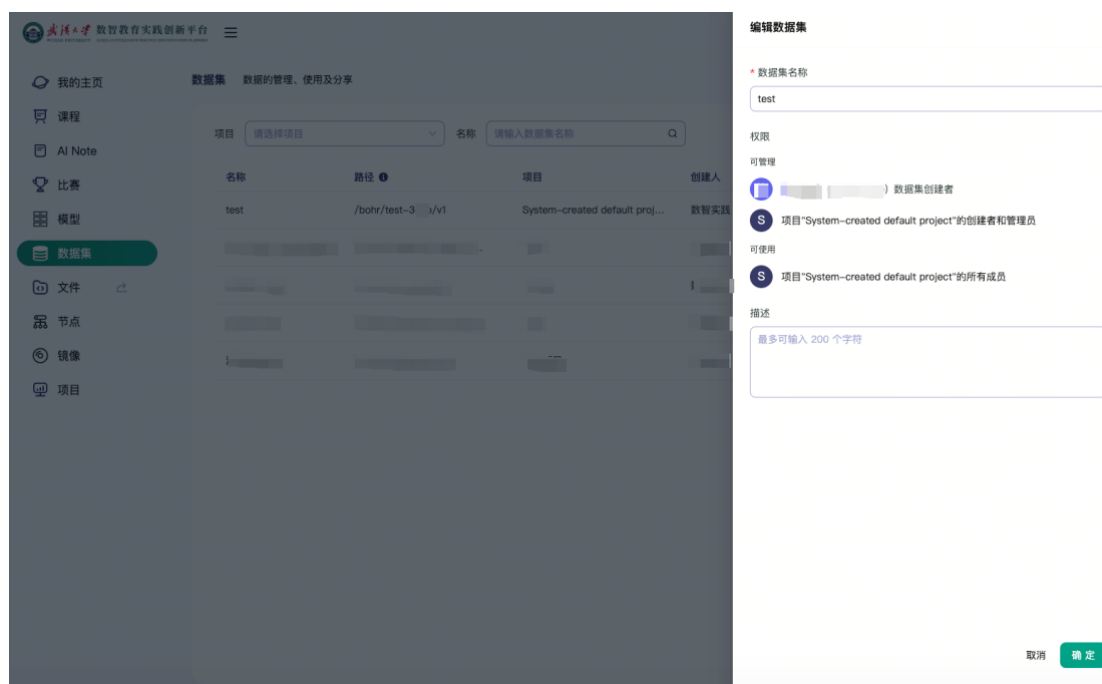 武汉大学 数智教育实践创新平台
我的主页
课程
AI Note
比赛
模型
数据集
文件
节点
镜像
项目
数据集 数据的管理、使用及分享
项目 请选择项目 名称 请输入数据集名称
名称 路径 项目 创建人
test /bohr/test-3 /v1 System-created default proj... 数智实践
编辑数据集
* 数据集名称
test
权限
可管理
) 数据集创建者
S 项目"System-created default project"的创建者和管理员
可使用
S 项目"System-created default project"的所有成员
描述
最多可输入 200 个字符
取消 确定